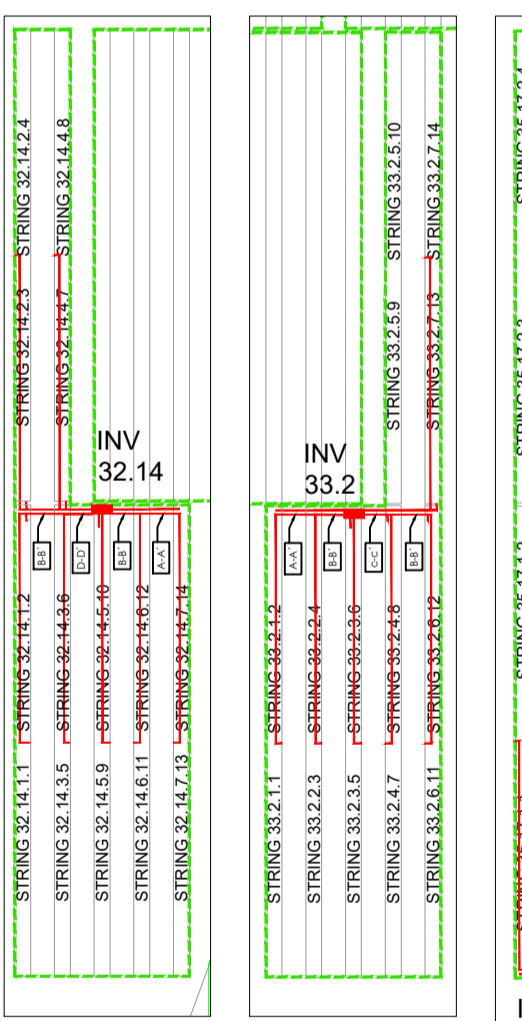 STRING 32.14.2.4
STRING 32.14.4.8
STRING 32.14.2.3
STRING 32.14.4.7
INV
32.14
B-B'
D-D'
B-B'
A-A'
STRING 32.14.1.2
STRING 32.14.3.6
STRING 32.14.5.10
STRING 32.14.6.12
STRING 32.14.7.14
STRING 32.14.1.1
STRING 32.14.3.5
STRING 32.14.5.9
STRING 32.14.6.11
STRING 32.14.7.13
STRING 33.2.5.10
STRING 33.2.7.14
STRING 33.2.5.9
STRING 33.2.7.13
INV
33.2
A-A'
B-B'
c-C'
B-B'
STRING 33.2.1.2
STRING 33.2.2.4
STRING 33.2.3.6
STRING 33.2.4.8
STRING 33.2.6.12
STRING 33.2.1.1
STRING 33.2.2.3
STRING 33.2.3.5
STRING 33.2.4.7
STRING 33.2.6.11